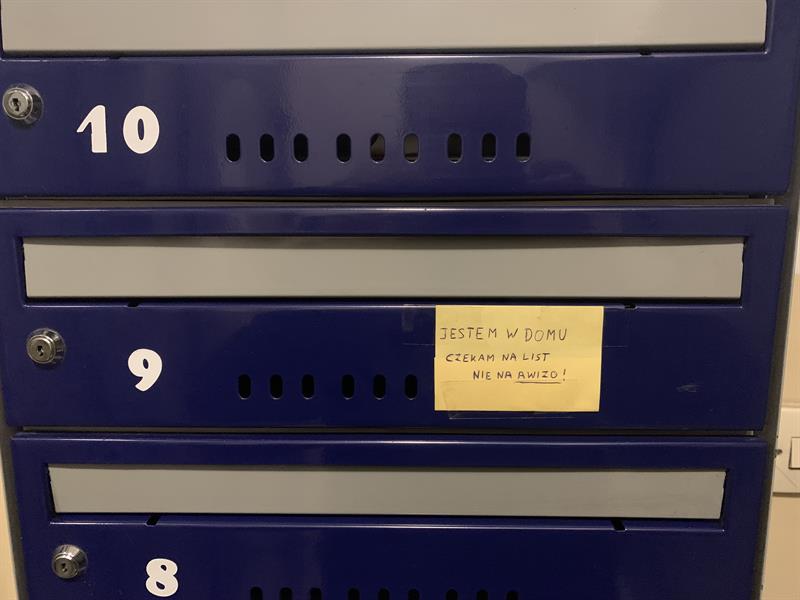 10
9
JESTEM W DOMU
CZEKAM NA LIST
NIE NA AWIZO!
8